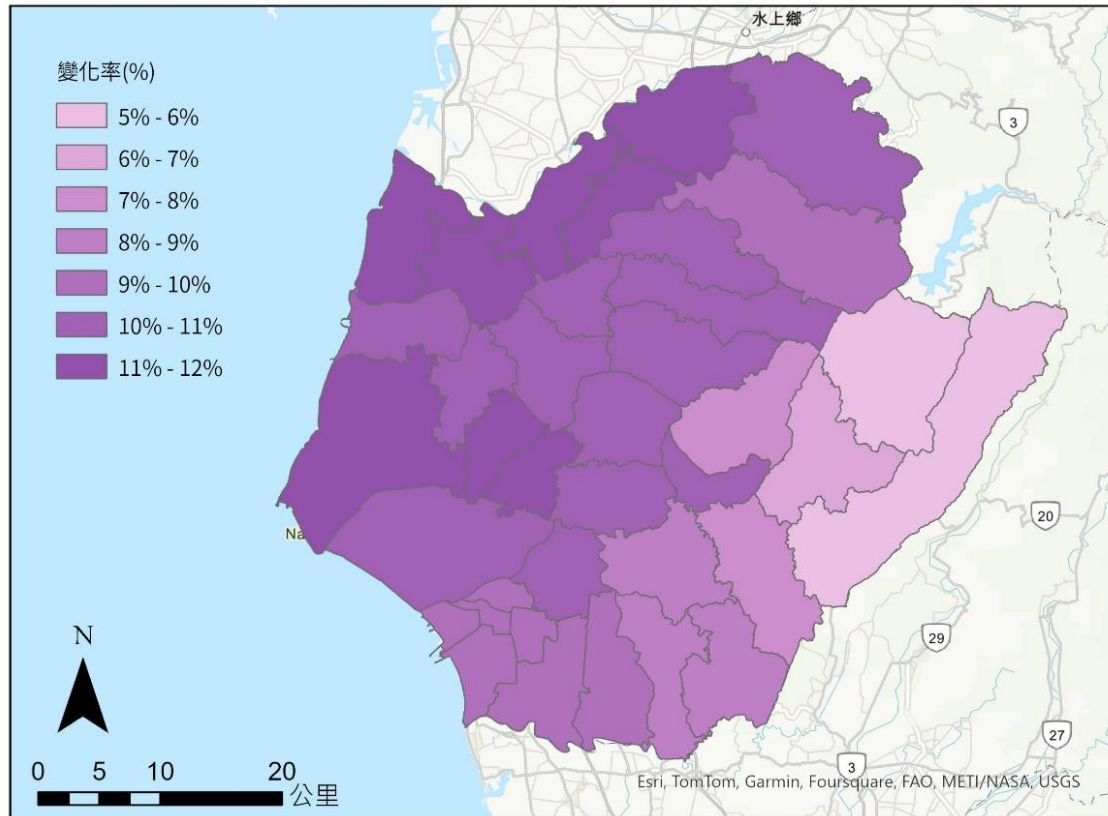 水上鄉
變化率(%)
5% - 6%
6% - 7%
7% - 8%
8% - 9%
9% - 10%
10% - 11%
11% - 12%
3
20
Na
29
27
3
N
0 5 10 20
公里
Esri, TomTom, Garmin, Foursquare, FAO, METI/NASA, USGS